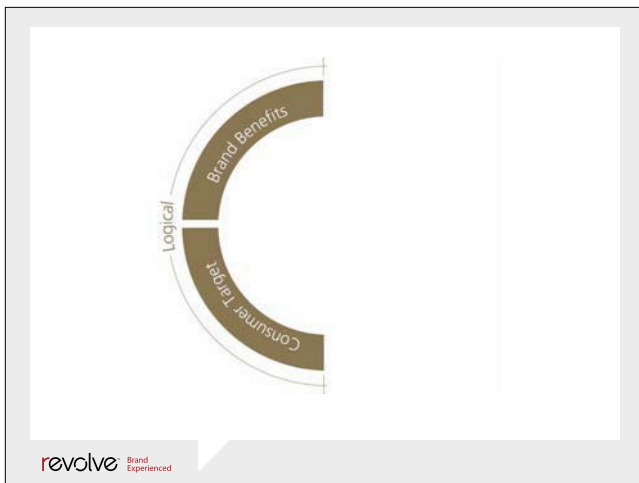 Brand Benefits
Logical
Consumer Target
revolve Brand
Experienced